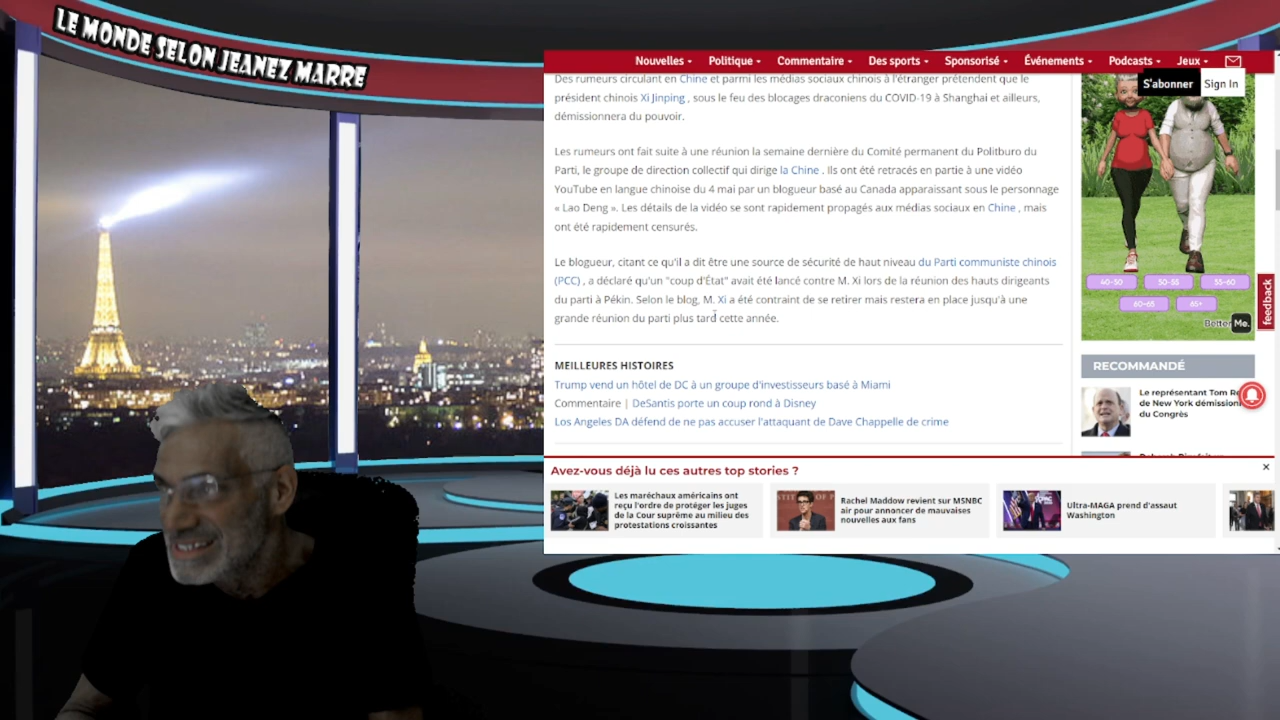 LE MONDE SELON JEANEZ MARRE
Nouvelles Politique Commentaire Des sports Sponsorisé Événements Podcasts Jeux
S'abonner Sign In
Des rumeurs circulant en Chine et parmi les médias sociaux chinois à l'étranger prétendent que le
président chinois Xi Jinping , sous le feu des blocages draconiens du COVID-19 à Shanghai et ailleurs,
démissionnera du pouvoir.
Les rumeurs ont fait suite à une réunion la semaine dernière du Comité permanent du Politburo du
Parti, le groupe de direction collectif qui dirige la Chine . Ils ont été retracés en partie à une vidéo
YouTube en langue chinoise du 4 mai par un blogueur basé au Canada apparaissant sous le personnage
« Lao Deng ». Les détails de la vidéo se sont rapidement propagés aux médias sociaux en Chine , mais
ont été rapidement censurés.
Le blogueur, citant ce qu'il a dit être une source de sécurité de haut niveau du Parti communiste chinois
(PCC) , a déclaré qu'un "coup d'État" avait été lancé contre M. Xi lors de la réunion des hauts dirigeants
du parti à Pékin. Selon le blog, M. Xi a été contraint de se retirer mais restera en place jusqu'à une
grande réunion du parti plus tard cette année.
MEILLEURES HISTOIRES
Trump vend un hôtel de DC à un groupe d'investisseurs basé à Miami
Commentaire | DeSantis porte un coup rond à Disney
Los Angeles DA défend de ne pas accuser l'attaquant de Dave Chappelle de crime
40-50 50-55 55-60
60-65 65+
BetterMe.
feedback
RECOMMANDÉ
Le représentant Tom
de New York démission
du Congrès
Avez-vous déjà lu ces autres top stories ?
Les maréchaux américains ont
reçu l'ordre de protéger les juges
de la Cour suprême au milieu des
protestations croissantes
Rachel Maddow revient sur MSNBC
air pour annoncer de mauvaises
nouvelles aux fans
Ultra-MAGA prend d'assaut
Washington